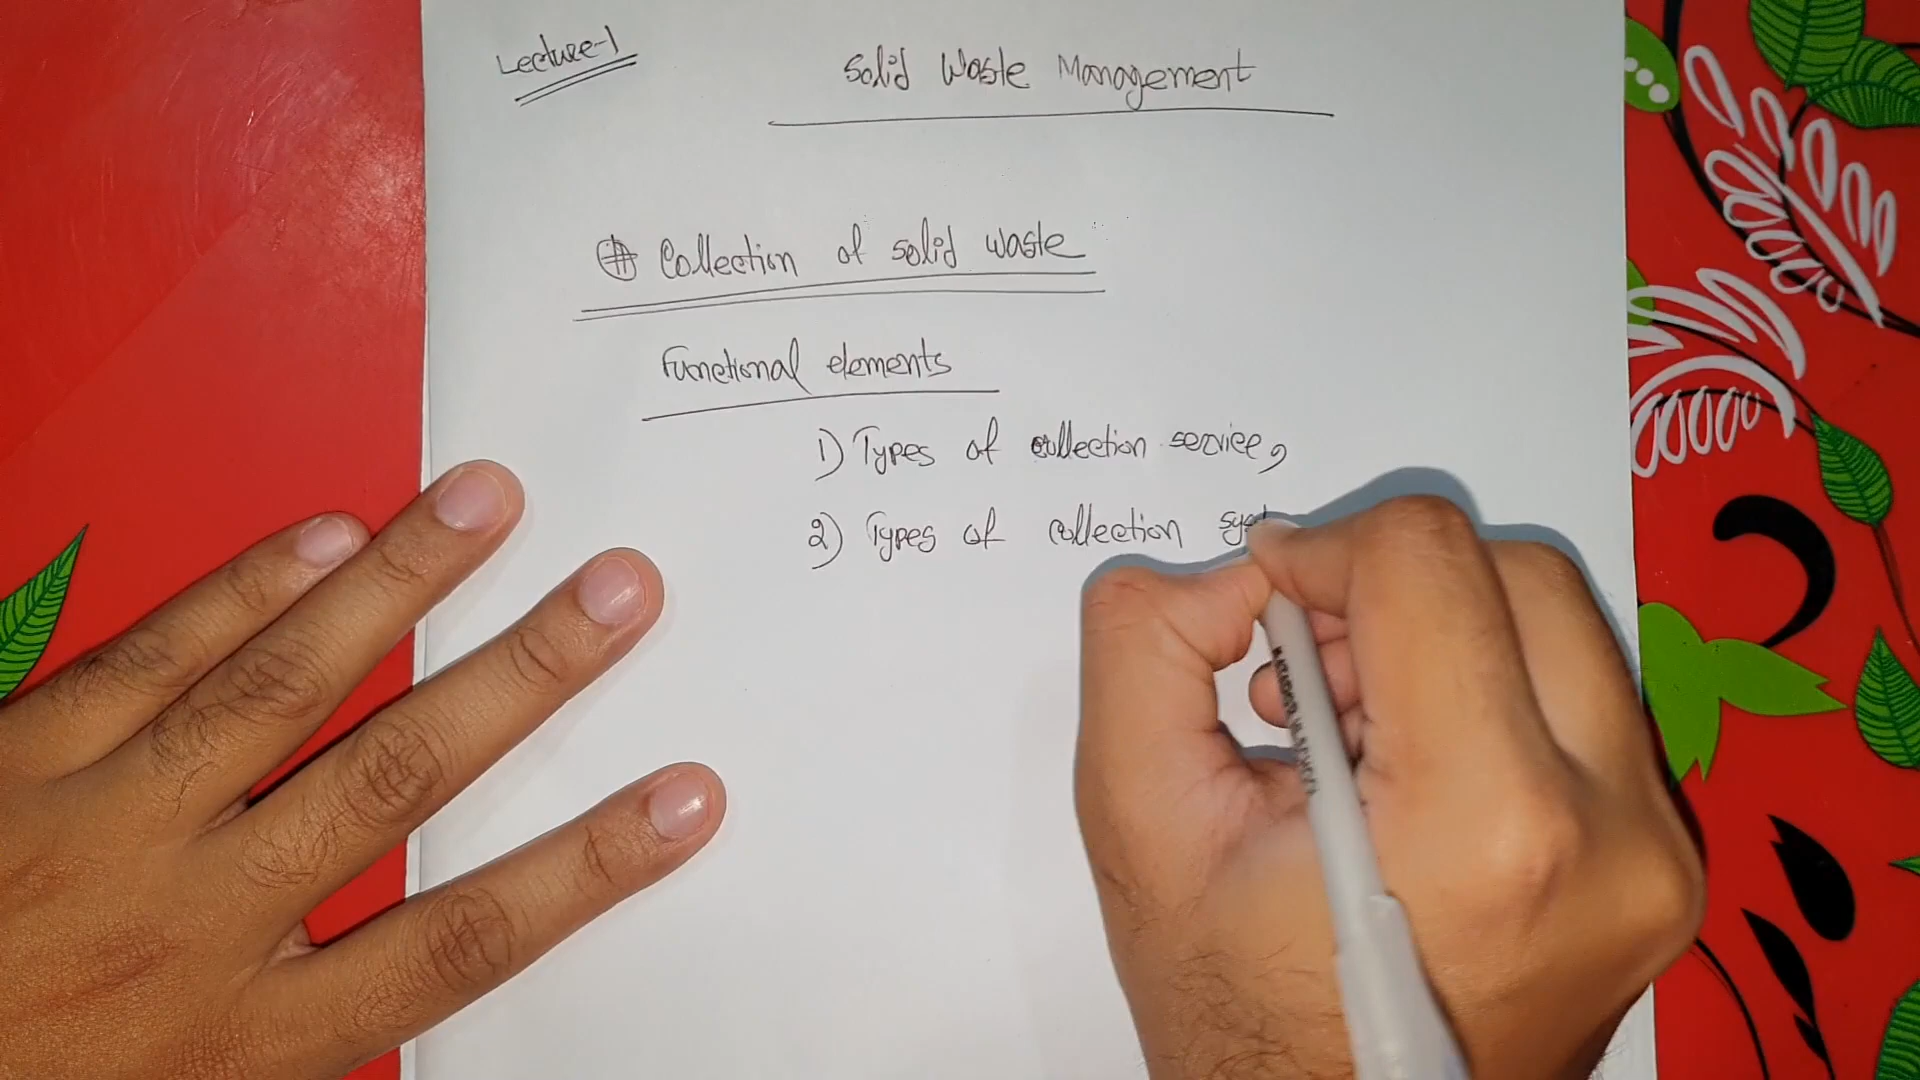 Lecture-1
Solid Waste Management
# Collection of solid waste
Functional elements
1) Types of collection service,
2) Types of collection syst